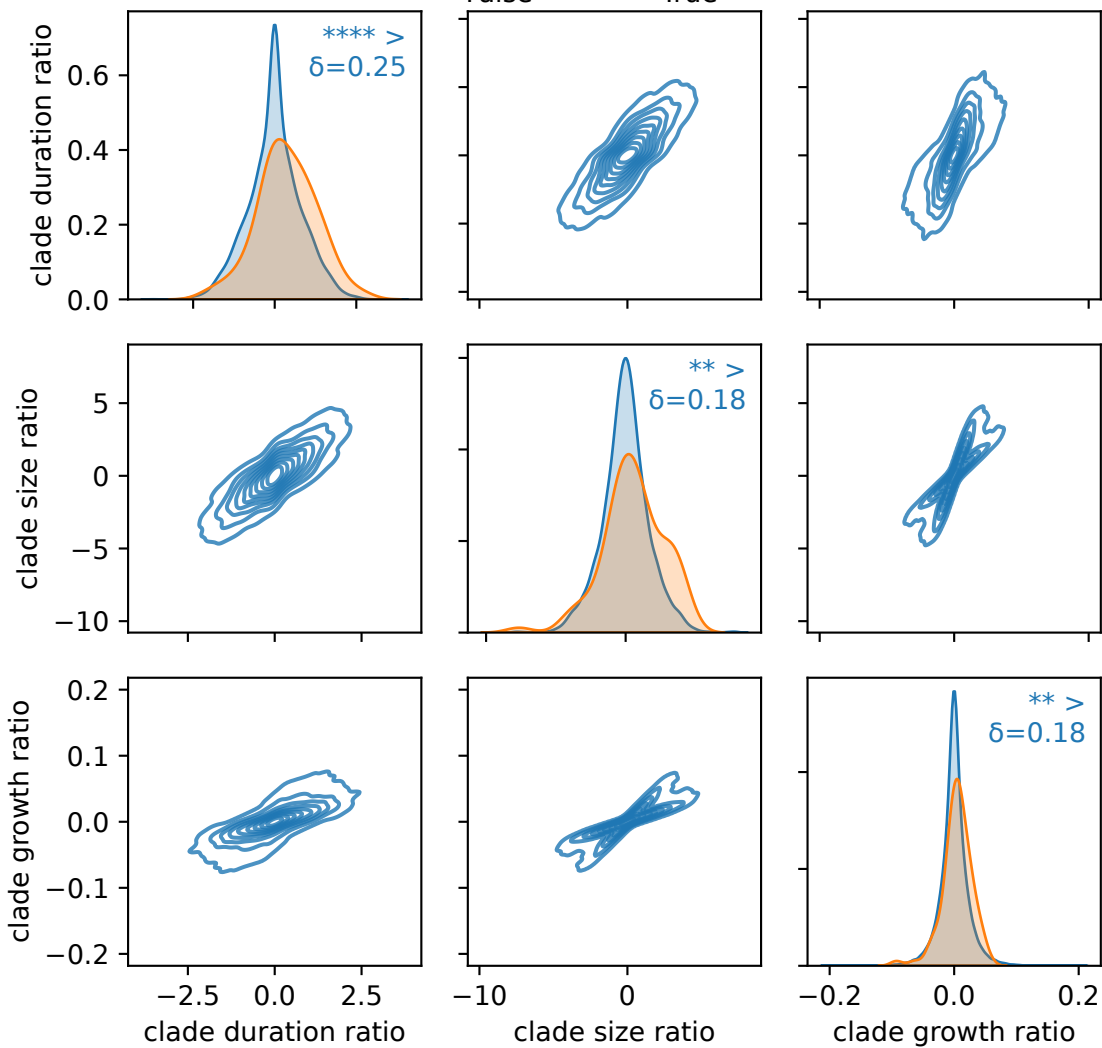 False True
clade duration ratio
0.6
0.4
0.2
0.0
**** >
δ=0.25
clade size ratio
5
0
−5
−10
** >
δ=0.18
clade growth ratio
0.2
0.1
0.0
−0.1
−0.2
** >
δ=0.18
−2.5 0.0 2.5
−10 0
−0.2 0.0 0.2
clade duration ratio
clade size ratio
clade growth ratio